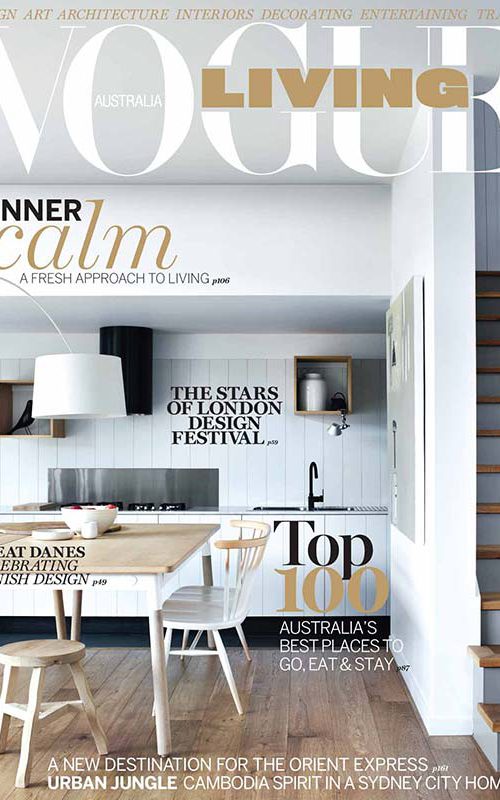 GN ART ARCHITECTURE INTERIORS DECORATING ENTERTAINING TR
VOGUE
AUSTRALIA
LIVING
NNER
calm
A FRESH APPROACH TO LIVING p106
THE STARS
OF LONDON
DESIGN
FESTIVAL p59
EAT DANES
LEBRATING
NISH DESIGN p49
Top
100
AUSTRALIA'S
BEST PLACES TO
GO, EAT & STAY p87
A NEW DESTINATION FOR THE ORIENT EXPRESS p161
URBAN JUNGLE CAMBODIA SPIRIT IN A SYDNEY CITY HOM